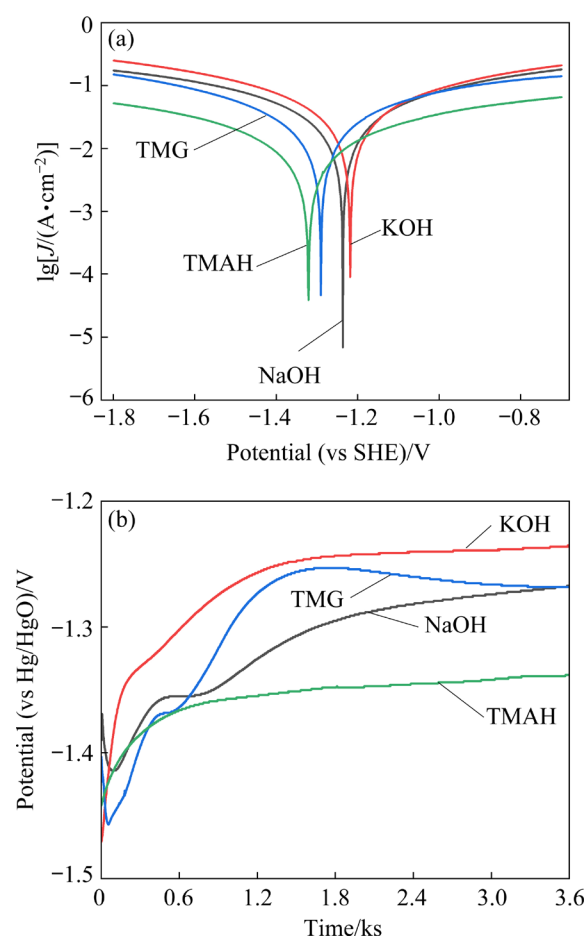 (a)
0
−1
−2
−3
−4
−5
−6
lg[J/(A•cm⁻²)]
TMG
TMAH
KOH
NaOH
−1.8 −1.6 −1.4 −1.2 −1.0 −0.8
Potential (vs SHE)/V
(b)
−1.2
−1.3
−1.4
−1.5
Potential (vs Hg/HgO)/V
KOH
TMG
NaOH
TMAH
0 0.6 1.2 1.8 2.4 3.0 3.6
Time/ks